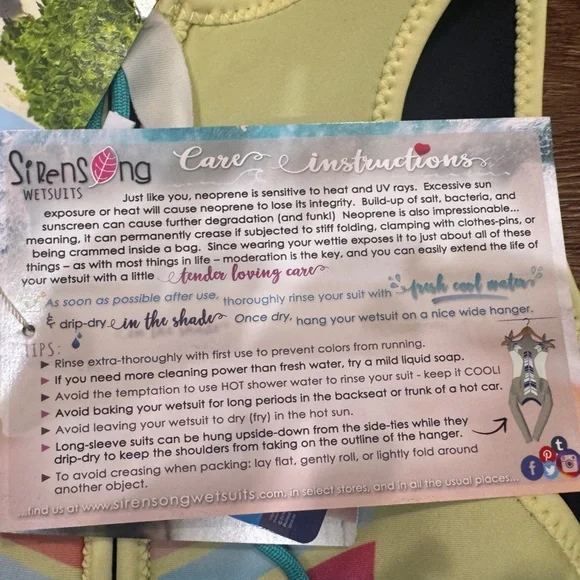 SiRenSong
WETSUITS
Care instructions
Just like you, neoprene is sensitive to heat and UV rays. Excessive sun
exposure or heat will cause neoprene to lose its integrity. Build-up of salt, bacteria, and
sunscreen can cause further degradation (and funk!) Neoprene is also impressionable...
meaning, it can permanently crease if subjected to stiff folding, clamping with clothes-pins, or
being crammed inside a bag. Since wearing your wettie exposes it to just about all of these
things – as with most things in life – moderation is the key, and you can easily extend the life of
your wetsuit with a little tender loving care
As soon as possible after use, thoroughly rinse your suit with fresh cool water
& drip-dry in the shade Once dry, hang your wetsuit on a nice wide hanger.
TIPS:
▶ Rinse extra-thoroughly with first use to prevent colors from running.
▶ If you need more cleaning power than fresh water, try a mild liquid soap.
▶ Avoid the temptation to use HOT shower water to rinse your suit - keep it COOL!
▶ Avoid baking your wetsuit for long periods in the backseat or trunk of a hot car.
▶ Avoid leaving your wetsuit to dry (fry) in the hot sun.
▶ Long-sleeve suits can be hung upside-down from the side-ties while they
drip-dry to keep the shoulders from taking on the outline of the hanger.
▶ To avoid creasing when packing: lay flat, gently roll, or lightly fold around
another object.
...find us at www.sirensongwetsuits.com, in select stores, and in all the usual places...